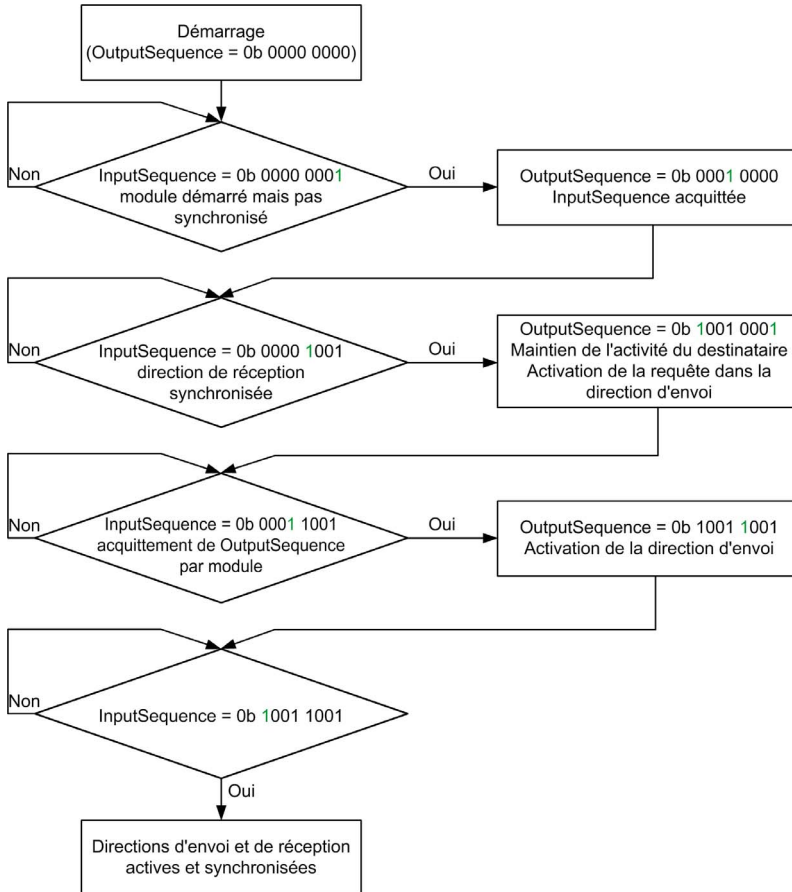 Démarrage
(OutputSequence = 0b 0000 0000)
Non
InputSequence = 0b 0000 0001
module démarré mais pas
synchronisé
Oui
OutputSequence = 0b 0001 0000
InputSequence acquittée
Non
InputSequence = 0b 0000 1001
direction de réception
synchronisée
Oui
OutputSequence = 0b 1001 0001
Maintien de l'activité du destinataire
Activation de la requête dans la
direction d'envoi
Non
InputSequence = 0b 0001 1001
acquittement de OutputSequence
par module
Oui
OutputSequence = 0b 1001 1001
Activation de la direction d'envoi
Non
InputSequence = 0b 1001 1001
Oui
Directions d'envoi et de réception
actives et synchronisées